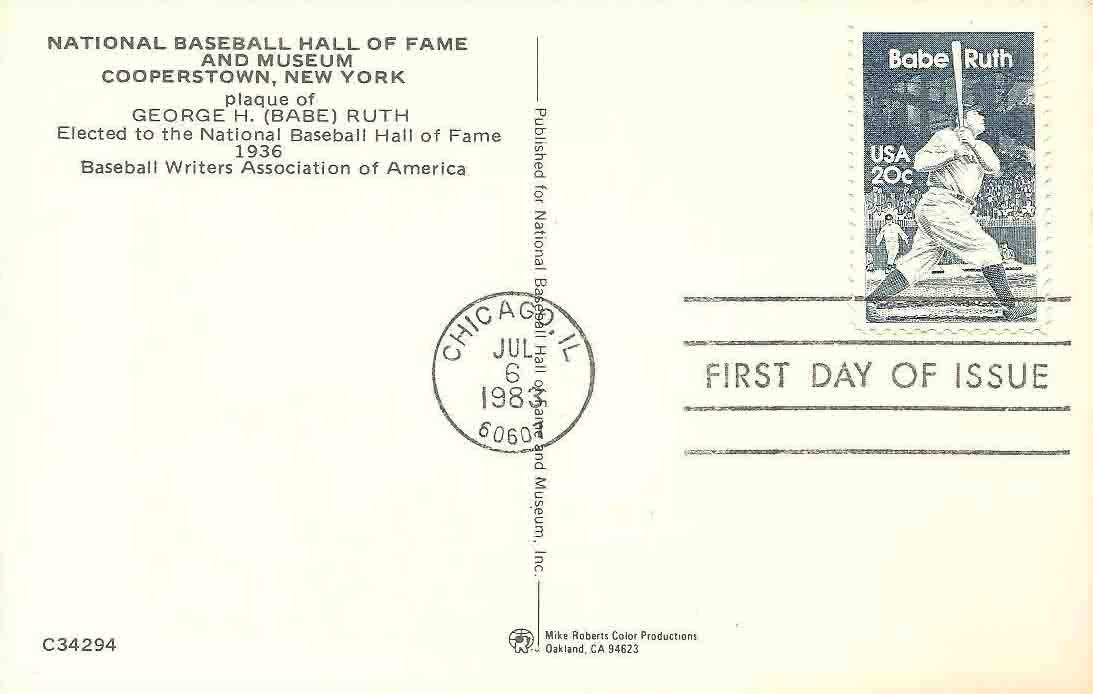 NATIONAL BASEBALL HALL OF FAME
AND MUSEUM
COOPERSTOWN, NEW YORK
plaque of
GEORGE H. (BABE) RUTH
Elected to the National Baseball Hall of Fame
1936
Baseball Writers Association of America
Published for National Baseball Hall of Fame and Museum, Inc.
Babe Ruth
USA
20c
CHICAGO, IL
JUL
6
1983
FIRST DAY OF ISSUE
C34294
Mike Roberts Color Productions
Oakland, CA 94623